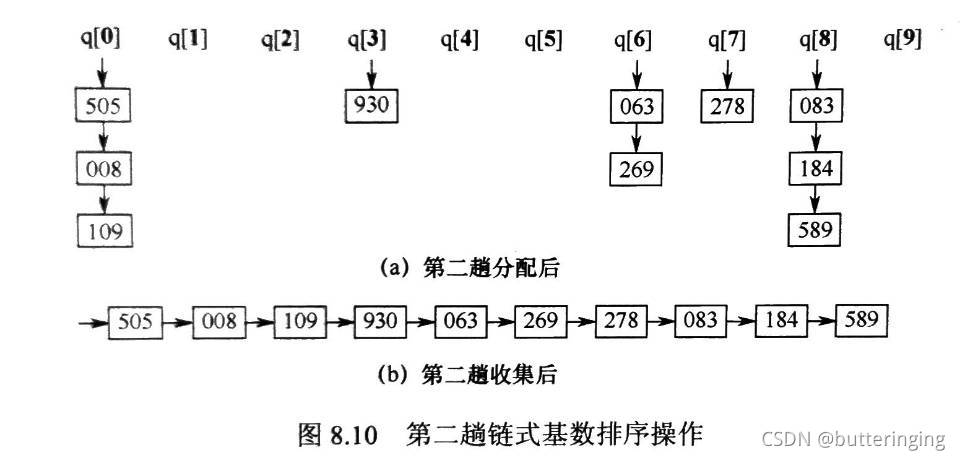 q[0] q[1] q[2] q[3] q[4] q[5] q[6] q[7] q[8] q[9]
505 930 063 278 083
008 269 184
109 589
(a) 第二趟分配后
505 008 109 930 063 269 278 083 184 589
(b) 第二趟收集后
图 8.10 第二趟链式基数排序操作
CSDN @butteringing